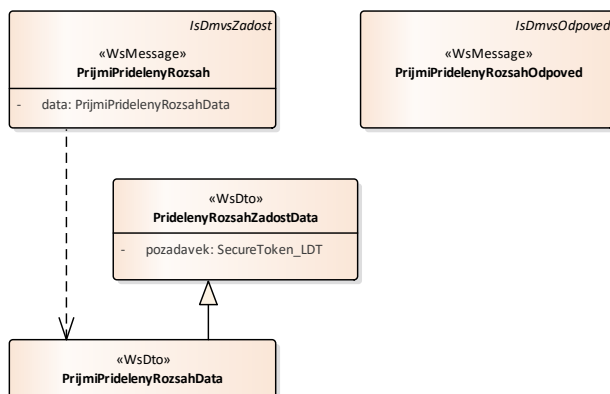 IsDmvsZadost
«WsMessage»
PrijmiPridelenyRozsah
- data: PrijmiPridelenyRozsahData
IsDmvsOdpoved
«WsMessage»
PrijmiPridelenyRozsahOdpoved
«WsDto»
PridelenyRozsahZadostData
- pozadavek: SecureToken_LDT
«WsDto»
PrijmiPridelenyRozsahData